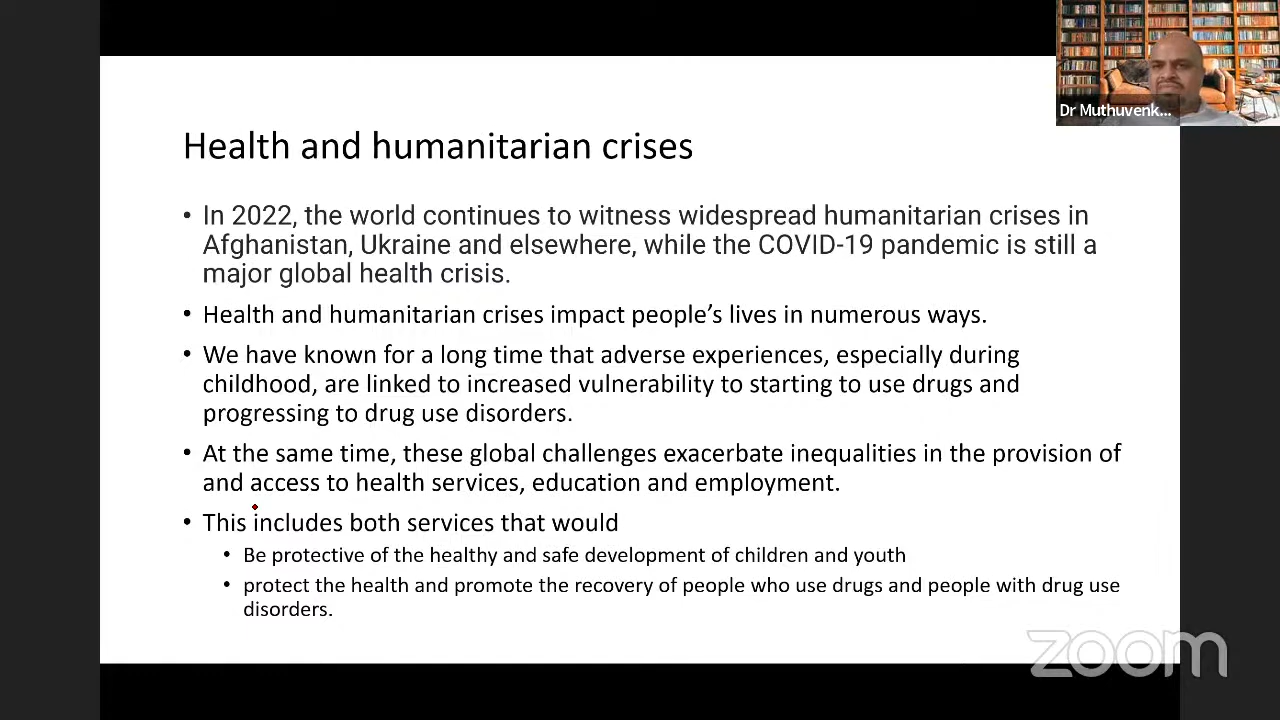 Dr Muthuvenk...
Health and humanitarian crises
• In 2022, the world continues to witness widespread humanitarian crises in
Afghanistan, Ukraine and elsewhere, while the COVID-19 pandemic is still a
major global health crisis.
• Health and humanitarian crises impact people’s lives in numerous ways.
• We have known for a long time that adverse experiences, especially during
childhood, are linked to increased vulnerability to starting to use drugs and
progressing to drug use disorders.
• At the same time, these global challenges exacerbate inequalities in the provision of
and access to health services, education and employment.
• This includes both services that would
• Be protective of the healthy and safe development of children and youth
• protect the health and promote the recovery of people who use drugs and people with drug use
disorders.
zoom